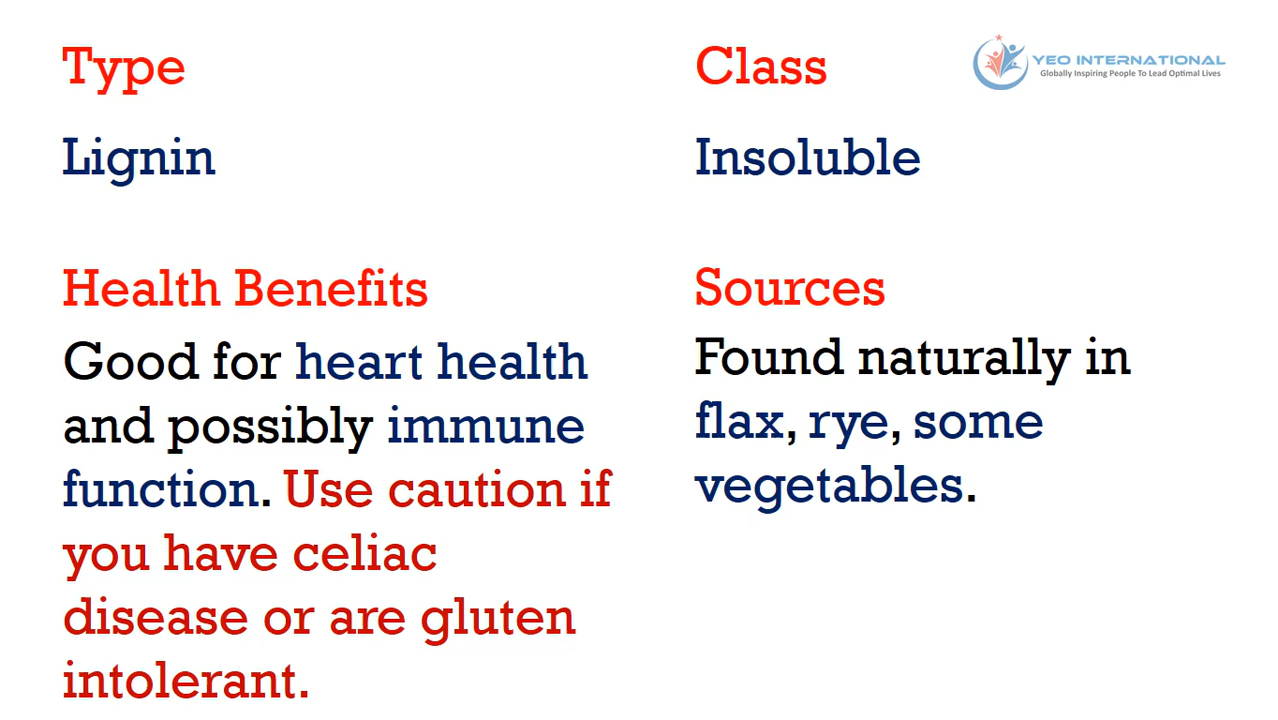 Type
Lignin
Health Benefits
Good for heart health
and possibly immune
function. Use caution if
you have celiac
disease or are gluten
intolerant.
Class
Insoluble
Sources
Found naturally in
flax, rye, some
vegetables.
YEO INTERNATIONAL
Globally Inspiring People To Lead Optimal Lives